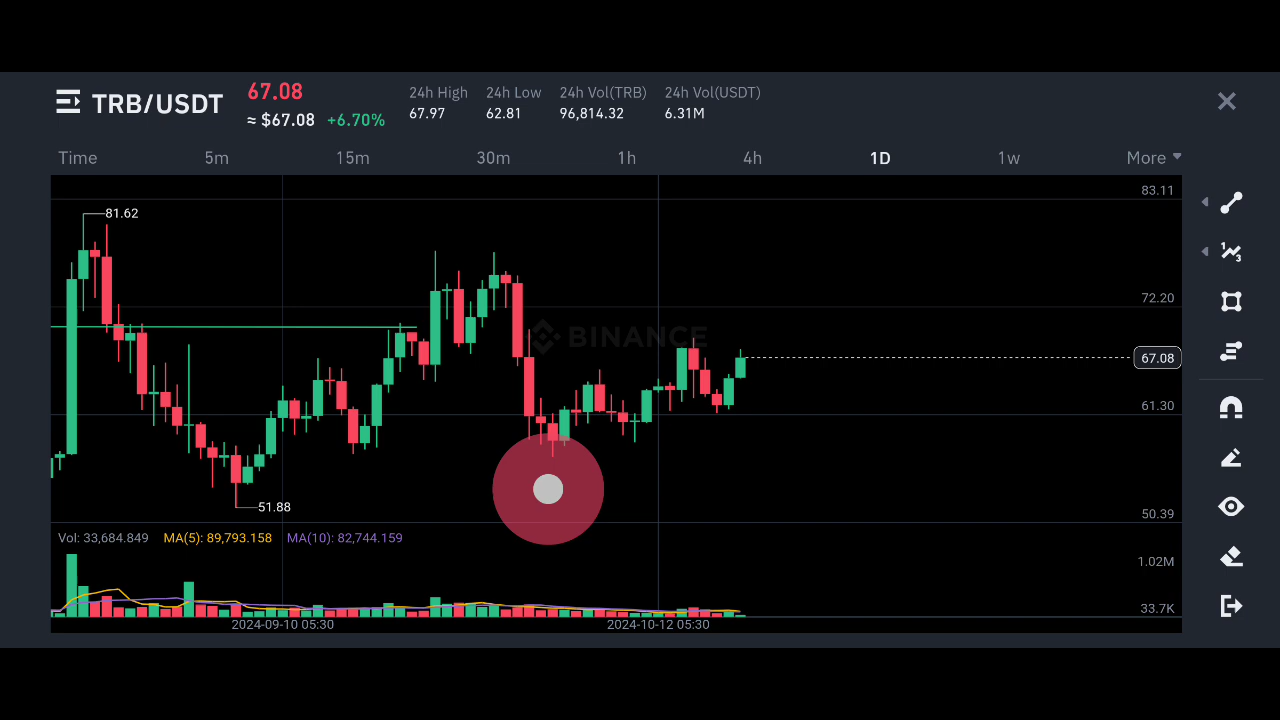 TRB/USDT
67.08
≈ $67.08 +6.70%
24h High 24h Low 24h Vol(TRB) 24h Vol(USDT)
67.97 62.81 96,814.32 6.31M
Time 5m 15m 30m 1h 4h 1D 1w More
83.11
81.62
72.20
BINANCE
67.08
61.30
51.88
50.39
Vol: 33,684.849 MA(5): 89,793.158 MA(10): 82,744.159
1.02M
33.7K
2024-09-10 05:30 2024-10-12 05:30
1 3